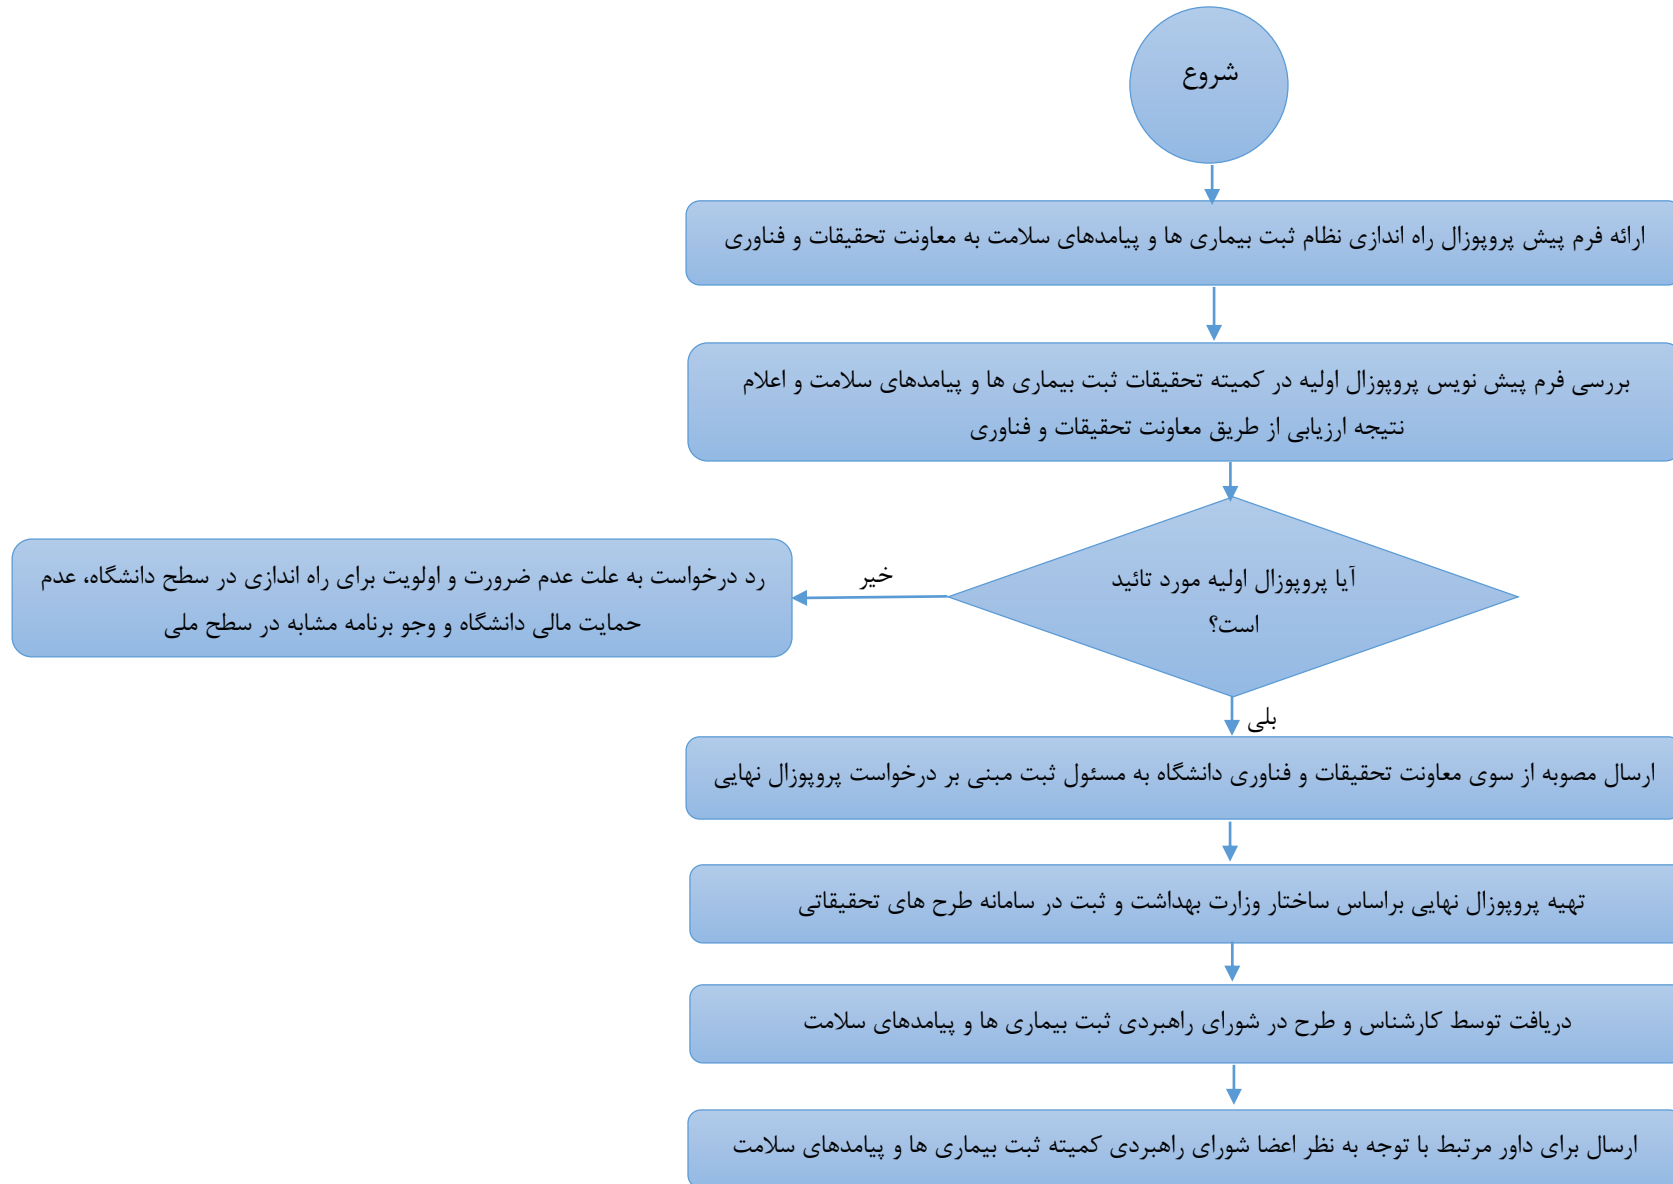 شروع
ارائه فرم پیش پروپوزال راه اندازی نظام ثبت بیماری ها و پیامدهای سلامت به معاونت تحقیقات و فناوری
بررسی فرم پیش نویس پروپوزال اولیه در کمیته تحقیقات ثبت بیماری ها و پیامدهای سلامت و اعلام
نتیجه ارزیابی از طریق معاونت تحقیقات و فناوری
آیا پروپوزال اولیه مورد تائید
است؟
خیر
رد درخواست به علت عدم ضرورت و اولویت برای راه اندازی در سطح دانشگاه، عدم
حمایت مالی دانشگاه و وجو برنامه مشابه در سطح ملی
بلی
ارسال مصوبه از سوی معاونت تحقیقات و فناوری دانشگاه به مسئول ثبت مبنی بر درخواست پروپوزال نهایی
تهیه پروپوزال نهایی براساس ساختار وزارت بهداشت و ثبت در سامانه طرح های تحقیقاتی
دریافت توسط کارشناس و طرح در شورای راهبردی ثبت بیماری ها و پیامدهای سلامت
ارسال برای داور مرتبط با توجه به نظر اعضا شورای راهبردی کمیته ثبت بیماری ها و پیامدهای سلامت